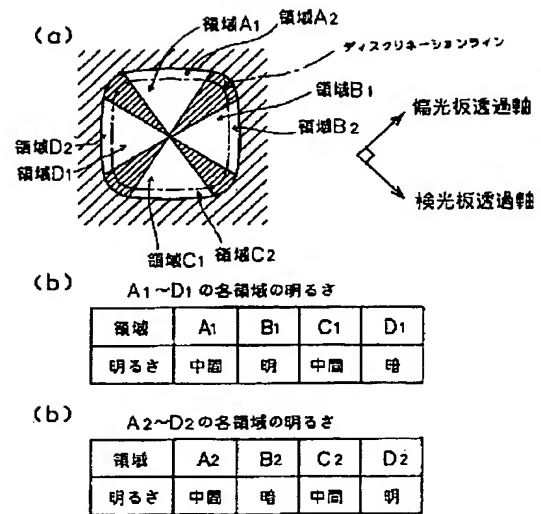 (a)
領域A1
領域A2
ディスクリネーションライン
領域B1
領域B2
領域D2
領域D1
領域C1
領域C2
偏光板透過軸
検光板透過軸
(b)
A1〜D1の各領域の明るさ
領域 A1 B1 C1 D1
明るさ 中間 明 中間 暗
(b)
A2〜D2の各領域の明るさ
領域 A2 B2 C2 D2
明るさ 中間 暗 中間 明